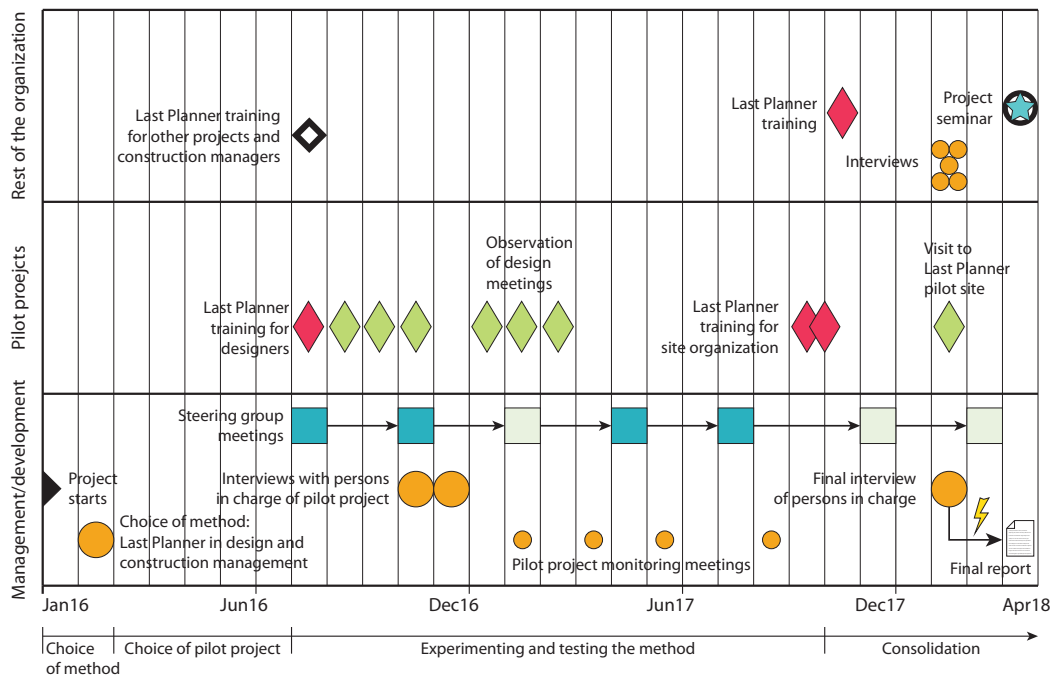 Rest of the organization
Last Planner training
for other projects and
construction managers
Last Planner
training
Project
seminar
Interviews
Pilot proejcts
Last Planner
training for
designers
Observation
of design
meetings
Last Planner
training for
site organization
Visit to
Last Planner
pilot site
Management/development
Steering group
meetings
Project
starts
Interviews with persons
in charge of pilot project
Final interview
of persons in charge
Choice of method:
Last Planner in design and
construction management
Pilot project monitoring meetings
Final report
Jan16
Jun16
Dec16
Jun17
Dec17
Apr18
Choice
of method
Choice of pilot project
Experimenting and testing the method
Consolidation